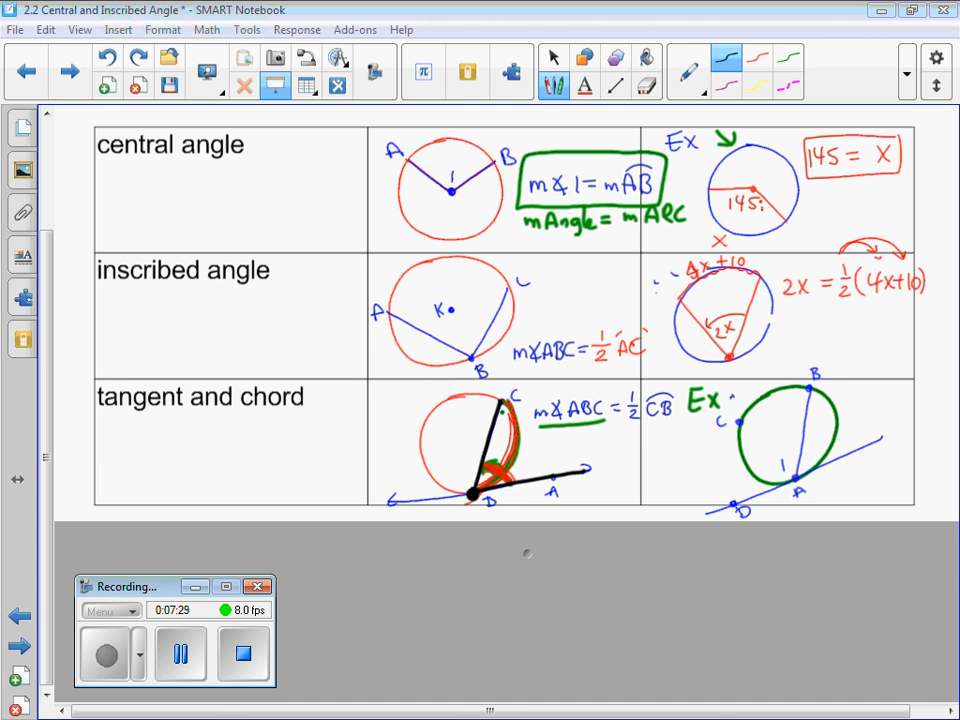 2.2 Central and Inscribed Angle * - SMART Notebook
File Edit View Insert Format Math Tools Response Add-ons Help
central angle
A B
1
m∡1 = mAB
mAngle = mARC
Ex
145
x
145 = X
inscribed angle
A K C
B
m∡ABC = 1/2 AC
4x+10
2x
2x = 1/2 (4x+10)
tangent and chord
C
D A
m∡ABC = 1/2 CB
Ex
B
C
1
A
D
Recording...
Menu 0:07:29 8.0 fps